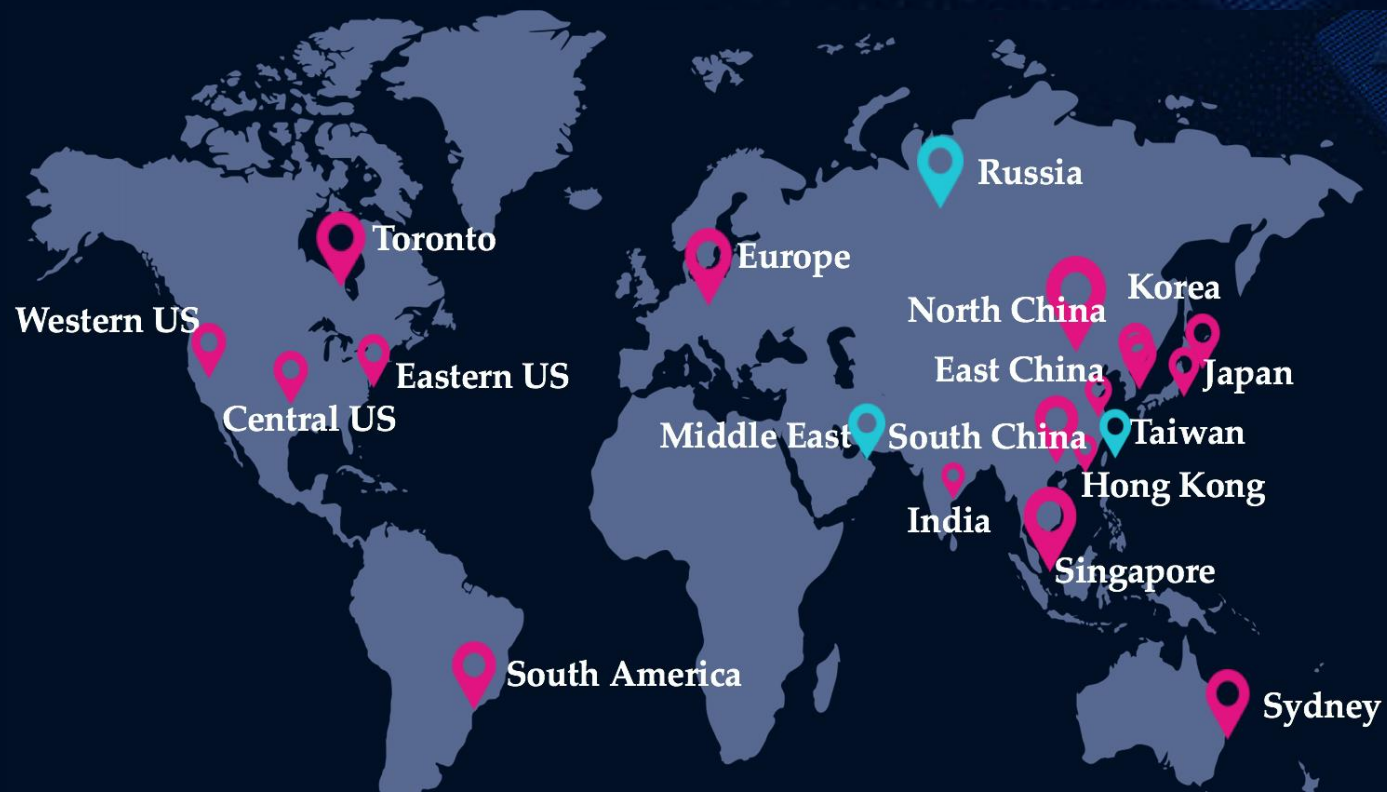 Russia
Toronto
Europe
Korea
North China
Western US
East China
Japan
Eastern US
Central US
Middle East
South China
Taiwan
Hong Kong
India
Singapore
South America
Sydney